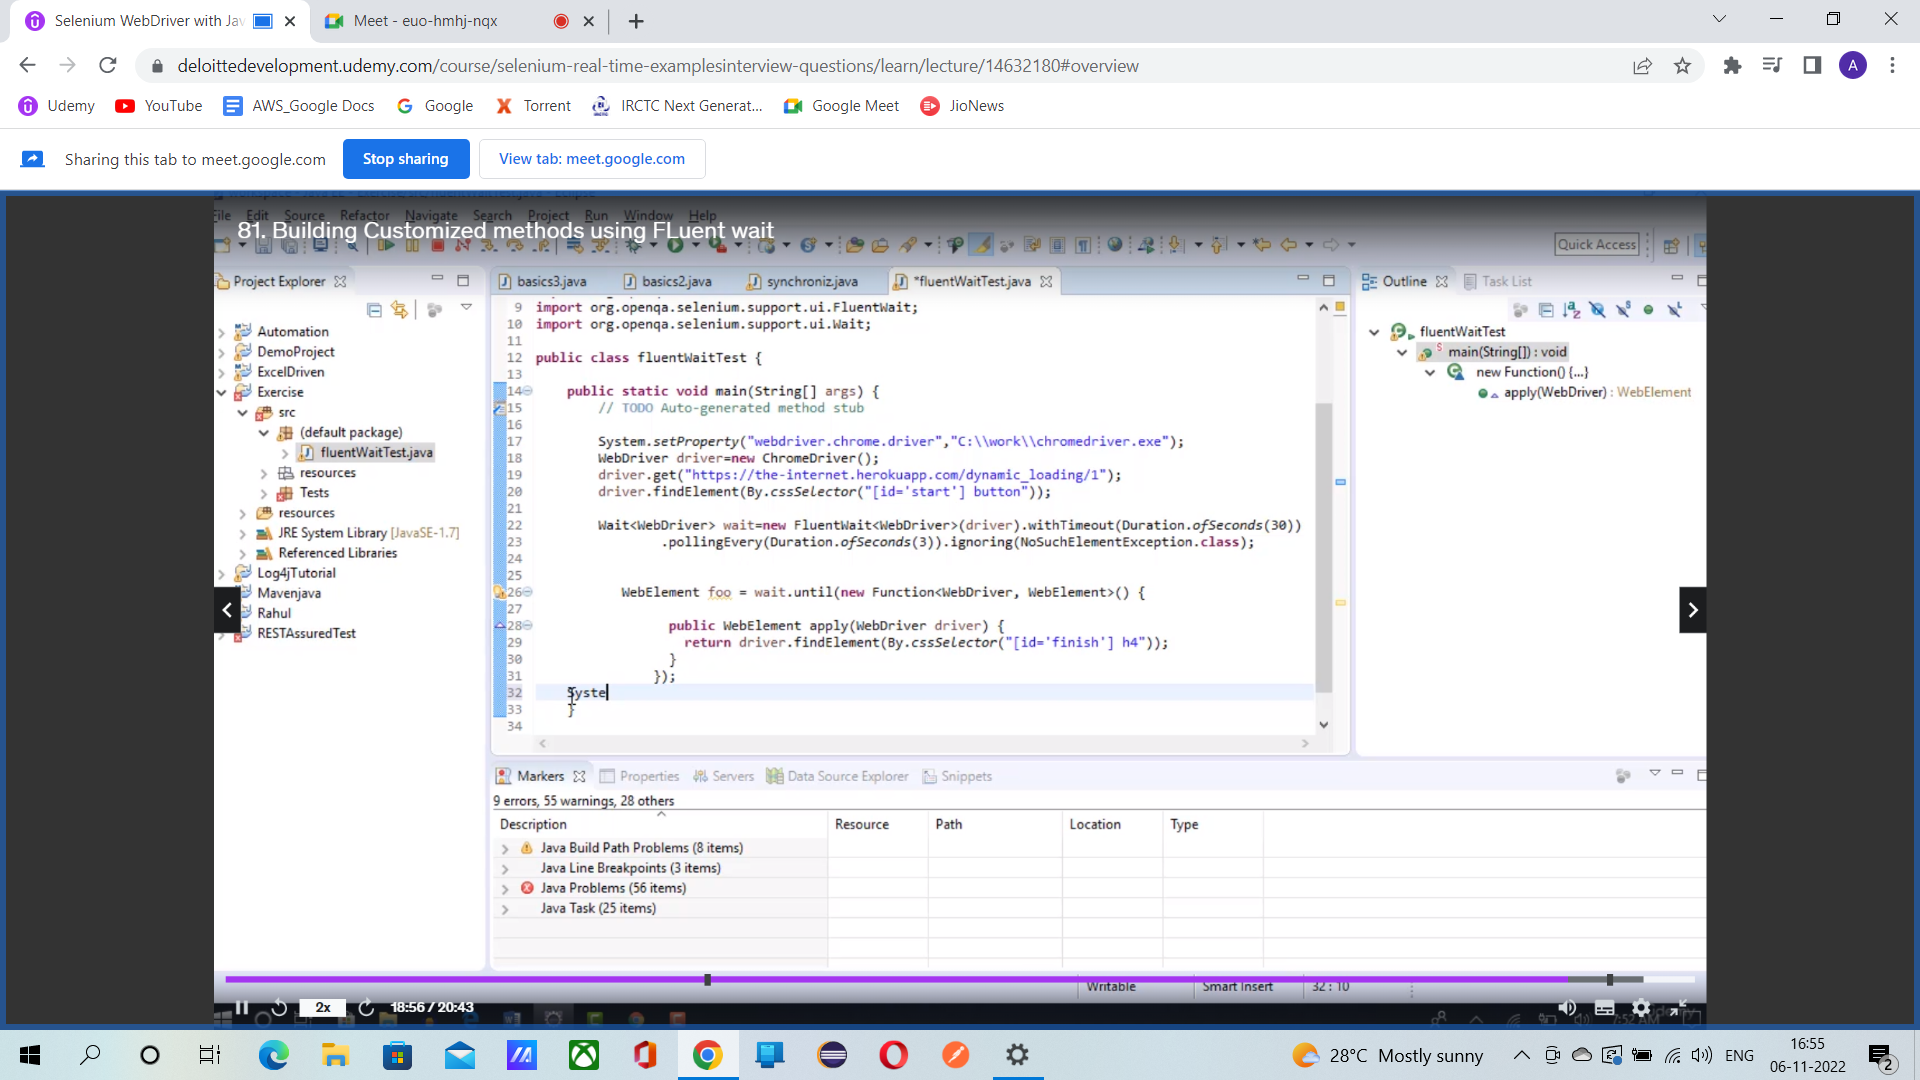 Selenium WebDriver with Jav
Meet - euo-hmhj-nqx
deloittedevelopment.udemy.com/course/selenium-real-time-examplesinterview-questions/learn/lecture/14632180#overview
A
Udemy
YouTube
AWS_Google Docs
Google
Torrent
IRCTC Next Generat...
Google Meet
JioNews
Sharing this tab to meet.google.com
Stop sharing
View tab: meet.google.com
File Edit Source Refactor Navigate Search Project Run Window Help
81. Building Customized methods using FLuent wait
Quick Access
Project Explorer
basics3.java
basics2.java
synchroniz.java
*fluentWaitTest.java
Outline
Task List
Automation
DemoProject
ExcelDriven
Exercise
src
(default package)
fluentWaitTest.java
resources
Tests
resources
JRE System Library [JavaSE-1.7]
Referenced Libraries
Log4jTutorial
Mavenjava
Rahul
RESTAssuredTest
9 import org.openqa.selenium.support.ui.FluentWait;
10 import org.openqa.selenium.support.ui.Wait;
11
12 public class fluentWaitTest {
13
14 public static void main(String[] args) {
15 // TODO Auto-generated method stub
16
17 System.setProperty("webdriver.chrome.driver","C:\\work\\chromedriver.exe");
18 WebDriver driver=new ChromeDriver();
19 driver.get("https://the-internet.herokuapp.com/dynamic_loading/1");
20 driver.findElement(By.cssSelector("[id='start'] button"));
21
22 Wait<WebDriver> wait=new FluentWait<WebDriver>(driver).withTimeout(Duration.ofSeconds(30))
23 .pollingEvery(Duration.ofSeconds(3)).ignoring(NoSuchElementException.class);
24
25
26 WebElement foo = wait.until(new Function<WebDriver, WebElement>() {
27
28 public WebElement apply(WebDriver driver) {
29 return driver.findElement(By.cssSelector("[id='finish'] h4"));
30 }
31 });
32 Syste
33 }
34
fluentWaitTest
main(String[]) : void
new Function() {...}
apply(WebDriver) : WebElement
Markers
Properties
Servers
Data Source Explorer
Snippets
9 errors, 55 warnings, 28 others
Description Resource Path Location Type
Java Build Path Problems (8 items)
Java Line Breakpoints (3 items)
Java Problems (56 items)
Java Task (25 items)
Writable
Smart Insert
32 : 10
2x
18:56 / 20:43
28°C Mostly sunny
ENG
16:55
06-11-2022
2